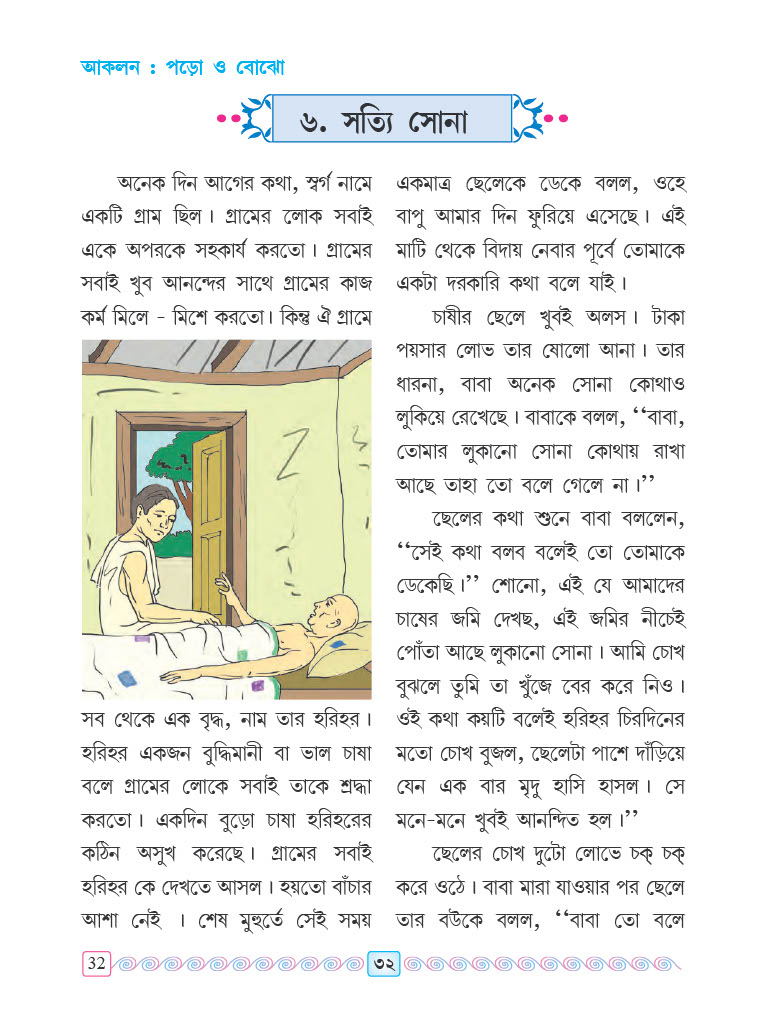 আকলন : পড়ো ও বোঝো
৬. সত্যি সোনা
অনেক দিন আগের কথা, স্বর্গ নামে
একটি গ্রাম ছিল। গ্রামের লোক সবাই
একে অপরকে সহকার্য করতো। গ্রামের
সবাই খুব আনন্দের সাথে গ্রামের কাজ
কর্ম মিলে - মিশে করতো। কিন্তু ঐ গ্রামে
সব থেকে এক বৃদ্ধ, নাম তার হরিহর।
হরিহর একজন বুদ্ধিমানী বা ভাল চাষা
বলে গ্রামের লোকে সবাই তাকে শ্রদ্ধা
করতো। একদিন বুড়ো চাষা হরিহরের
কঠিন অসুখ করেছে। গ্রামের সবাই
হরিহর কে দেখতে আসল। হয়তো বাঁচার
আশা নেই । শেষ মুহুর্তে সেই সময়
একমাত্র ছেলেকে ডেকে বলল, ওহে
বাপু আমার দিন ফুরিয়ে এসেছে। এই
মাটি থেকে বিদায় নেবার পূর্বে তোমাকে
একটা দরকারি কথা বলে যাই।
চাষীর ছেলে খুবই অলস। টাকা
পয়সার লোভ তার ষোলো আনা। তার
ধারনা, বাবা অনেক সোনা কোথাও
লুকিয়ে রেখেছে। বাবাকে বলল, ‘‘বাবা,
তোমার লুকানো সোনা কোথায় রাখা
আছে তাহা তো বলে গেলে না।’’
ছেলের কথা শুনে বাবা বললেন,
‘‘সেই কথা বলব বলেই তো তোমাকে
ডেকেছি।’’ শোনো, এই যে আমাদের
চাষের জমি দেখছ, এই জমির নীচেই
পোঁতা আছে লুকানো সোনা। আমি চোখ
বুঝলে তুমি তা খুঁজে বের করে নিও।
ওই কথা কয়টি বলেই হরিহর চিরদিনের
মতো চোখ বুজল, ছেলেটা পাশে দাঁড়িয়ে
যেন এক বার মৃদু হাসি হাসল। সে
মনে-মনে খুবই আনন্দিত হল।’’
ছেলের চোখ দুটো লোভে চক্ চক্
করে ওঠে। বাবা মারা যাওয়ার পর ছেলে
তার বউকে বলল, ‘‘বাবা তো বলে
32
৩২